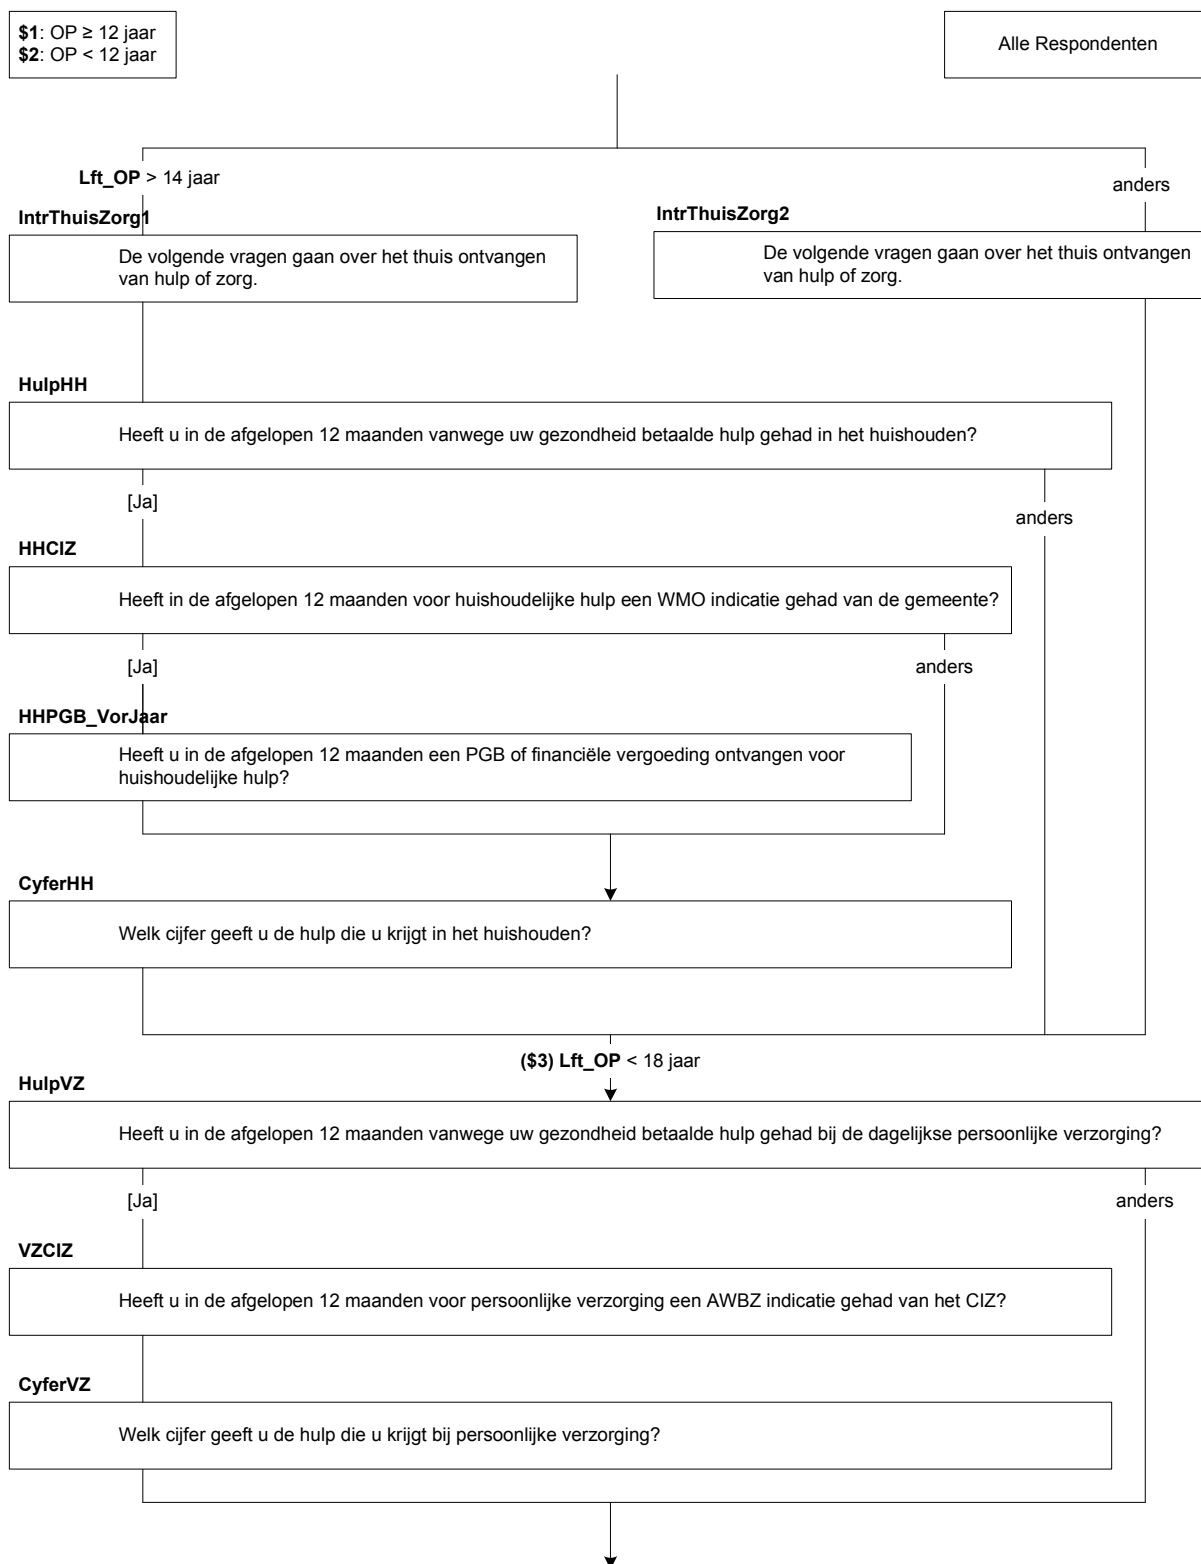 $1: OP ≥ 12 jaar
$2: OP < 12 jaar
Alle Respondenten
Lft_OP > 14 jaar
anders
IntrThuisZorg1
De volgende vragen gaan over het thuis ontvangen
van hulp of zorg.
IntrThuisZorg2
De volgende vragen gaan over het thuis ontvangen
van hulp of zorg.
HulpHH
Heeft u in de afgelopen 12 maanden vanwege uw gezondheid betaalde hulp gehad in het huishouden?
[Ja]
anders
HHCIZ
Heeft in de afgelopen 12 maanden voor huishoudelijke hulp een WMO indicatie gehad van de gemeente?
[Ja]
anders
HHPGB_VorJaar
Heeft u in de afgelopen 12 maanden een PGB of financiële vergoeding ontvangen voor
huishoudelijke hulp?
CyferHH
Welk cijfer geeft u de hulp die u krijgt in het huishouden?
($3) Lft_OP < 18 jaar
HulpVZ
Heeft u in de afgelopen 12 maanden vanwege uw gezondheid betaalde hulp gehad bij de dagelijkse persoonlijke verzorging?
[Ja]
anders
VZCIZ
Heeft u in de afgelopen 12 maanden voor persoonlijke verzorging een AWBZ indicatie gehad van het CIZ?
CyferVZ
Welk cijfer geeft u de hulp die u krijgt bij persoonlijke verzorging?